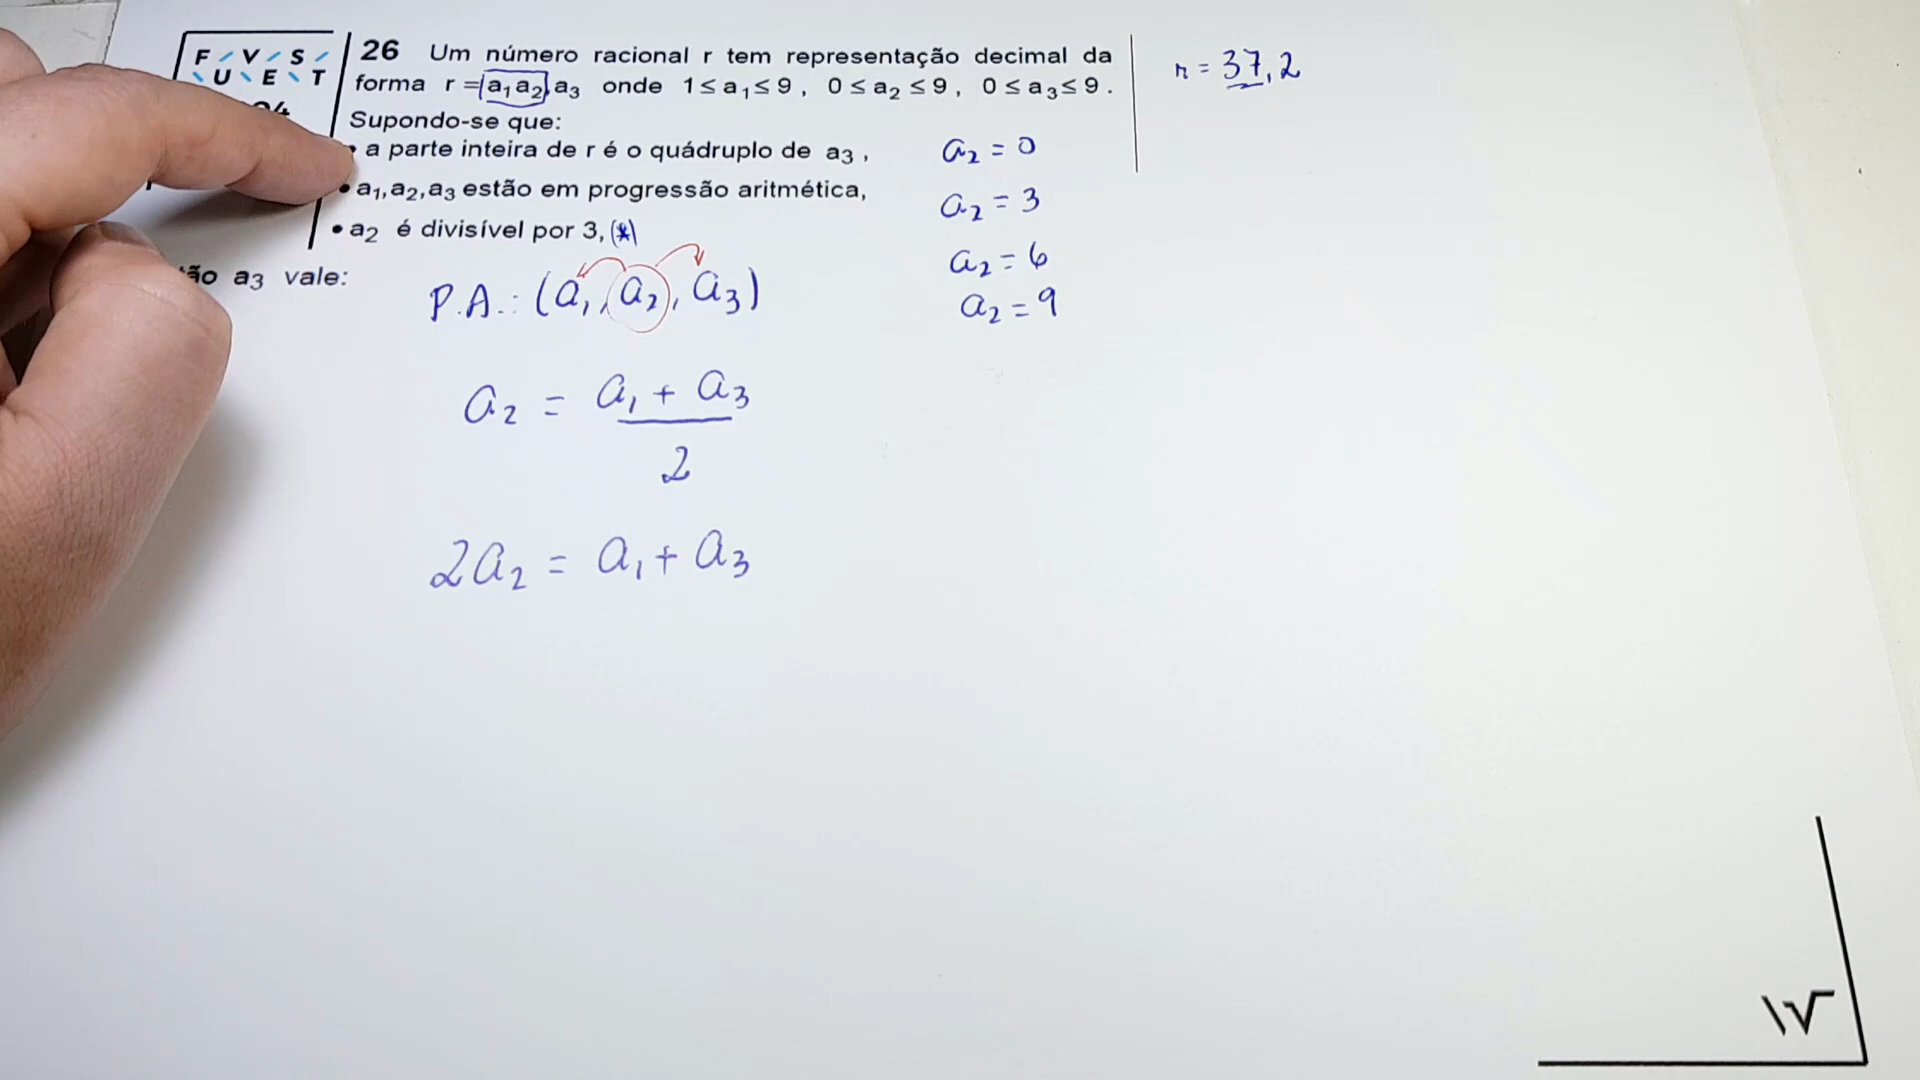 F V S
U E T
26 Um número racional r tem representação decimal da
forma r = a₁a₂,a₃ onde 1 ≤ a₁ ≤ 9 , 0 ≤ a₂ ≤ 9 , 0 ≤ a₃ ≤ 9 .
Supondo-se que:
a parte inteira de r é o quádruplo de a₃ ,
• a₁,a₂,a₃ estão em progressão aritmética,
• a₂ é divisível por 3, (*)
a₃ vale:
P.A.: (a₁, a₂, a₃)
a₂ = a₁ + a₃
2
2a₂ = a₁ + a₃
a₂ = 0
a₂ = 3
a₂ = 6
a₂ = 9
r = 37,2